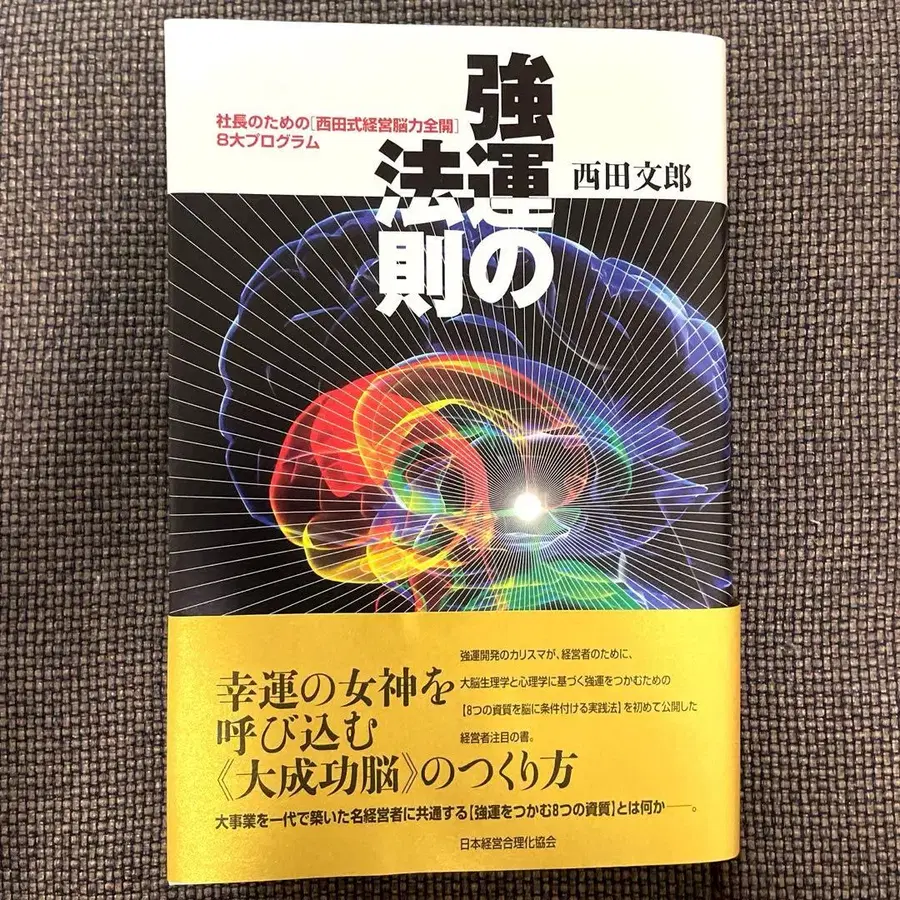 社長のための[西田式経営脳力全開]
8大プログラム
強運の
法則
西田文郎
幸運の女神を
呼び込む
《大成功脳》のつくり方
強運開発のカリスマが、経営者のために、
大脳生理学と心理学に基づく強運をつかむための
【8つの資質を脳に条件付ける実践法】を初めて公開した
経営者注目の書。
大事業を一代で築いた名経営者に共通する【強運をつかむ8つの資質】とは何か――。
日本経営合理化協会